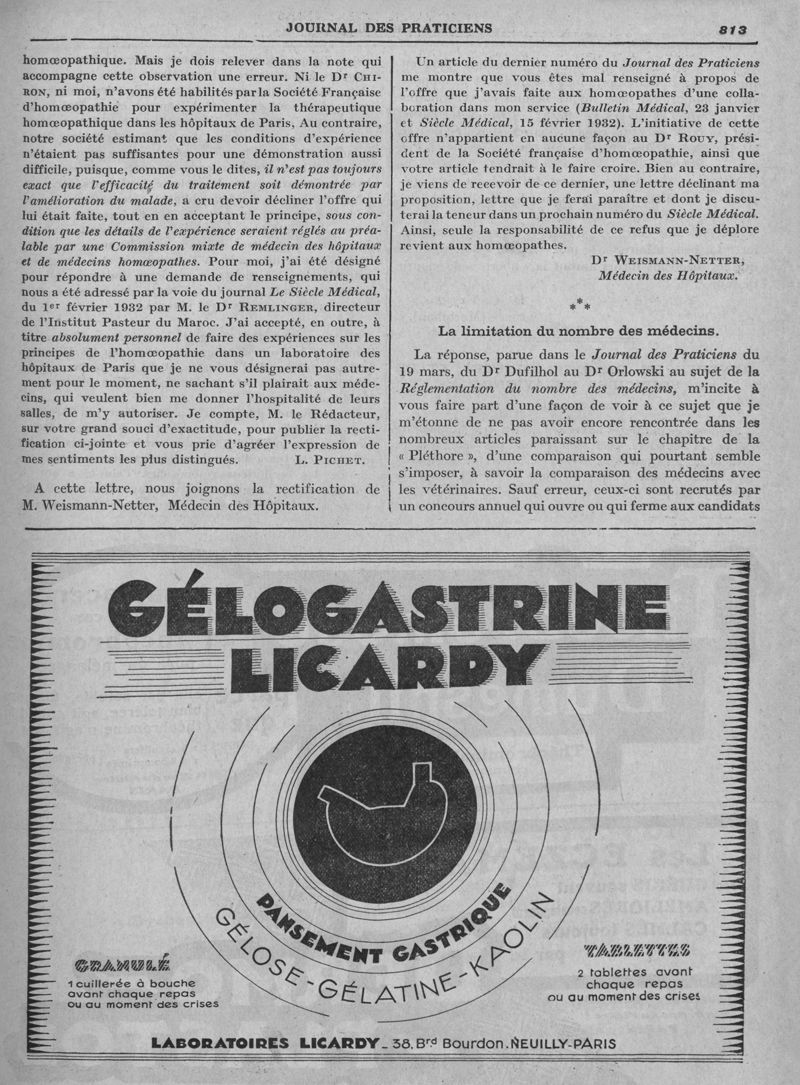 JOURNAL DES PRATICIENS 813
homœopathique. Mais je dois relever dans la note qui
accompagne cette observation une erreur. Ni le Dr CHI-
RON, ni moi, n'avons été habilités par la Société Française
d'homœopathie pour expérimenter la thérapeutique
homœopathique dans les hôpitaux de Paris, Au contraire,
notre société estimant que les conditions d'expérience
n'étaient pas suffisantes pour une démonstration aussi
difficile, puisque, comme vous le dites, il n'est pas toujours
exact que l'efficacité du traitement soit démontrée par
l'amélioration du malade, a cru devoir décliner l'offre qui
lui était faite, tout en en acceptant le principe, sous con-
dition que les détails de l'expérience seraient réglés au préa-
lable par une Commission mixte de médecin des hôpitaux
et de médecins homœopathes. Pour moi, j'ai été désigné
pour répondre à une demande de renseignements, qui
nous a été adressé par la voie du journal Le Siècle Médical,
du 1er février 1932 par M. le Dr REMLINGER, directeur
de l'Institut Pasteur du Maroc. J'ai accepté, en outre, à
titre absolument personnel de faire des expériences sur les
principes de l'homœopathie dans un laboratoire des
hôpitaux de Paris que je ne vous désignerai pas autre-
ment pour le moment, ne sachant s'il plairait aux méde-
cins, qui veulent bien me donner l'hospitalité de leurs
salles, de m'y autoriser. Je compte, M. le Rédacteur,
sur votre grand souci d'exactitude, pour publier la recti-
fication ci-jointe et vous prie d'agréer l'expression de
mes sentiments les plus distingués. L. PICHET.
A cette lettre, nous joignons la rectification de
M. Weismann-Netter, Médecin des Hôpitaux.
Un article du dernier numéro du Journal des Praticiens
me montre que vous êtes mal renseigné à propos de
l'offre que j'avais faite aux homœopathes d'une colla-
boration dans mon service (Bulletin Médical, 23 janvier
et Siècle Médical, 15 février 1932). L'initiative de cette
offre n'appartient en aucune façon au Dr ROUY, prési-
dent de la Société française d'homœopathie, ainsi que
votre article tendrait à le faire croire. Bien au contraire,
je viens de recevoir de ce dernier, une lettre déclinant ma
proposition, lettre que je ferai paraître et dont je discu-
terai la teneur dans un prochain numéro du Siècle Médical.
Ainsi, seule la responsabilité de ce refus que je déplore
revient aux homœopathes.
Dr WEISMANN-NETTER,
Médecin des Hôpitaux.
***
La limitation du nombre des médecins.
La réponse, parue dans le Journal des Praticiens du
19 mars, du Dr Dufilhol au Dr Orlowski au sujet de la
Réglementation du nombre des médecins, m'incite à
vous faire part d'une façon de voir à ce sujet que je
m'étonne de ne pas avoir encore rencontrée dans les
nombreux articles paraissant sur le chapitre de la
« Pléthore », d'une comparaison qui pourtant semble
s'imposer, à savoir la comparaison des médecins avec
les vétérinaires. Sauf erreur, ceux-ci sont recrutés par
un concours annuel qui ouvre ou qui ferme aux candidats
GÉLOGASTRINE
LICARDY
PANSEMENT GASTRIQUE
GÉLOSE-GÉLATINE-KAOLIN
GRANULÉ
1 cuillerée à bouche
avant chaque repas
ou au moment des crises
TABLETTES
2 tablettes avant
chaque repas
ou au moment des crises
LABORATOIRES LICARDY_38, Brd Bourdon.NEUILLY-PARIS